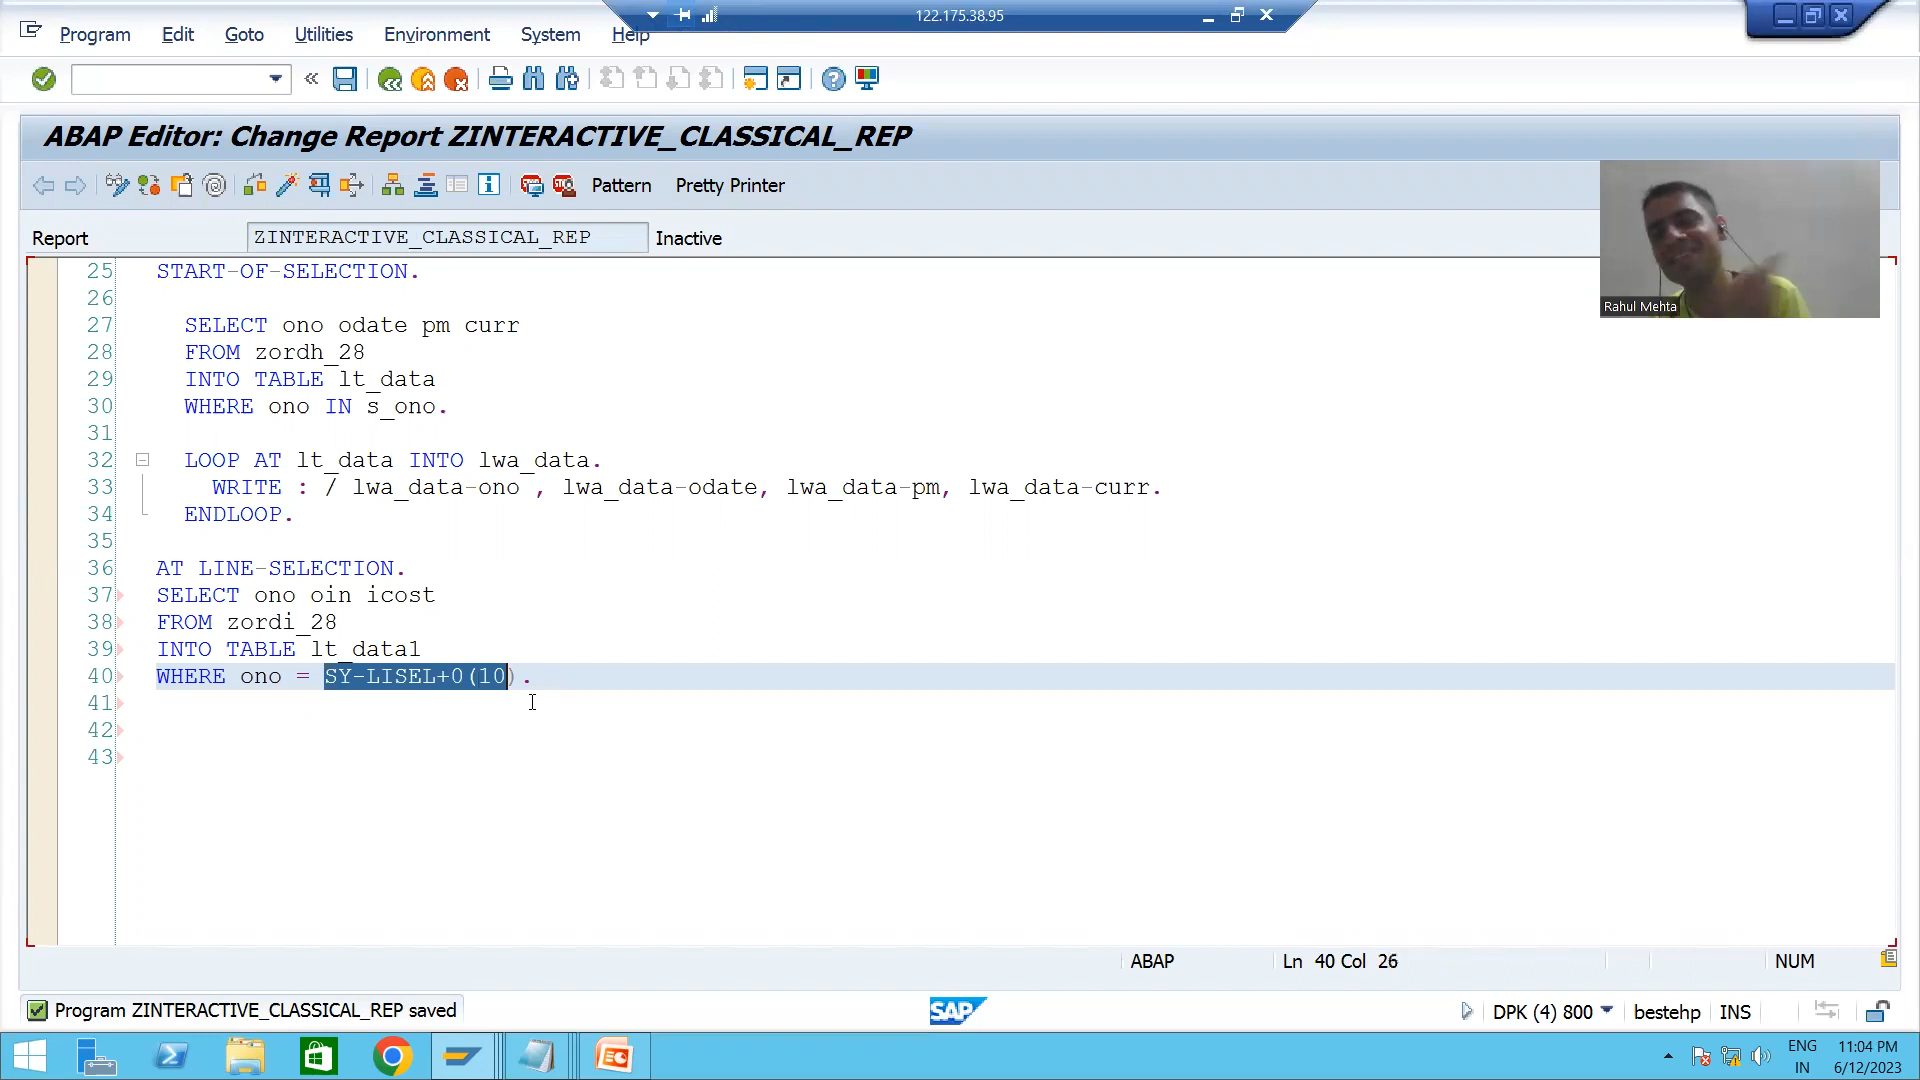 122.175.38.95
Program Edit Goto Utilities Environment System Help
ABAP Editor: Change Report ZINTERACTIVE_CLASSICAL_REP
Pattern Pretty Printer
Report ZINTERACTIVE_CLASSICAL_REP Inactive
Rahul Mehta
25 START-OF-SELECTION.
26
27 SELECT ono odate pm curr
28 FROM zordh_28
29 INTO TABLE lt_data
30 WHERE ono IN s_ono.
31
32 LOOP AT lt_data INTO lwa_data.
33 WRITE : / lwa_data-ono , lwa_data-odate, lwa_data-pm, lwa_data-curr.
34 ENDLOOP.
35
36 AT LINE-SELECTION.
37 SELECT ono oin icost
38 FROM zordi_28
39 INTO TABLE lt_data1
40 WHERE ono = SY-LISEL+0(10).
41
42
43
ABAP Ln 40 Col 26 NUM
Program ZINTERACTIVE_CLASSICAL_REP saved
SAP
DPK (4) 800 bestehp INS
ENG 11:04 PM
IN 6/12/2023